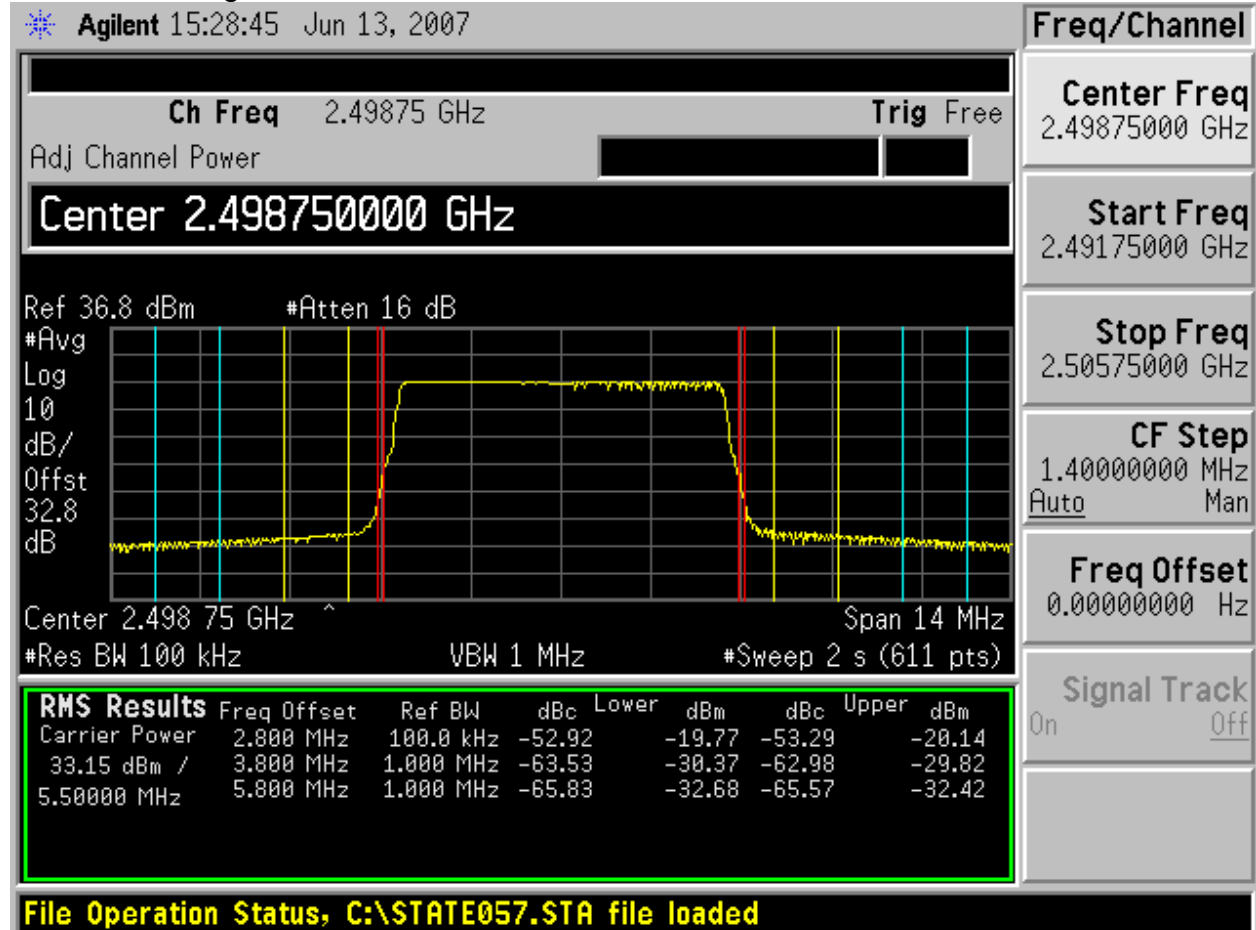 Agilent 15:28:45 Jun 13, 2007
Freq/Channel
Ch Freq 2.49875 GHz Trig Free
Adj Channel Power
Center 2.498750000 GHz
Ref 36.8 dBm #Atten 16 dB
#Avg
Log
10
dB/
Offst
32.8
dB
Center 2.498 75 GHz ^ Span 14 MHz
#Res BW 100 kHz VBW 1 MHz #Sweep 2 s (611 pts)
RMS Results Freq Offset Ref BW dBc Lower dBm dBc Upper dBm
Carrier Power 2.800 MHz 100.0 kHz -52.92 -19.77 -53.29 -20.14
33.15 dBm / 3.800 MHz 1.000 MHz -63.53 -30.37 -62.98 -29.82
5.50000 MHz 5.800 MHz 1.000 MHz -65.83 -32.68 -65.57 -32.42
Center Freq
2.49875000 GHz
Start Freq
2.49175000 GHz
Stop Freq
2.50575000 GHz
CF Step
1.40000000 MHz
Auto Man
Freq Offset
0.00000000 Hz
Signal Track
On Off
File Operation Status, C:\STATE057.STA file loaded